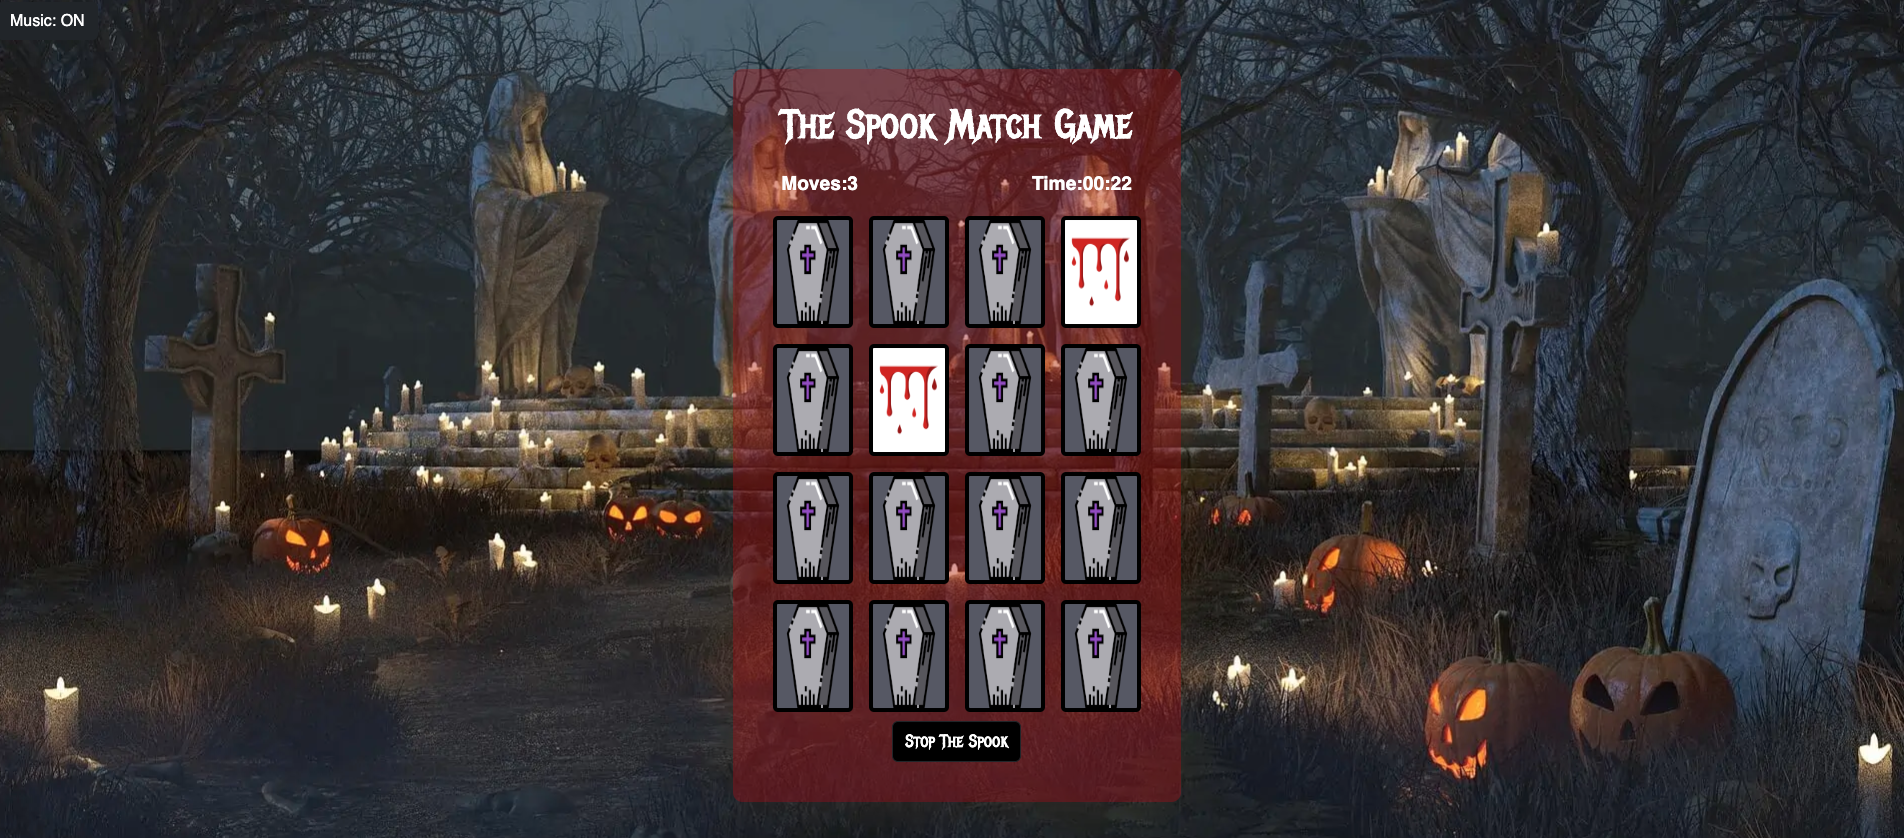 Music: ON
The Spook Match Game
Moves:3 Time:00:22
Stop The Spook